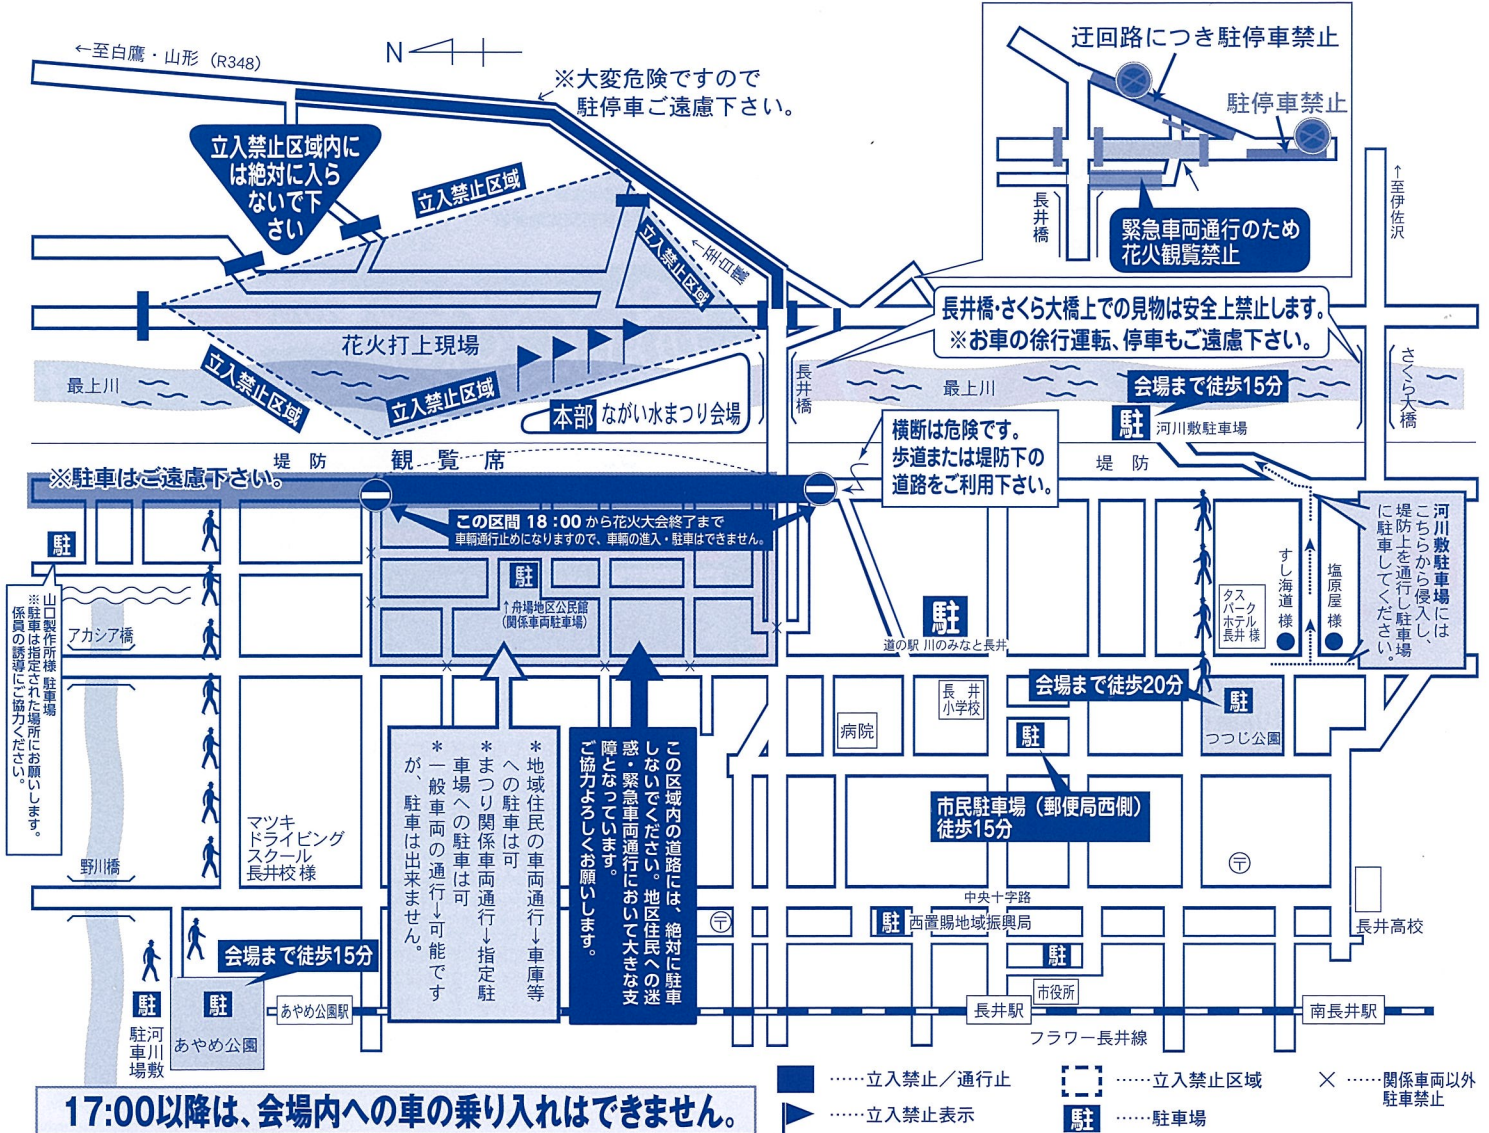 ←至白鷹・山形（R348）
N
※大変危険ですので
駐停車ご遠慮下さい。
迂回路につき駐停車禁止
駐停車禁止
長井橋
緊急車両通行のため
花火観覧禁止
↑至伊佐沢
立入禁止区域内に
は絶対に入ら
ないで下
さい
立入禁止区域
立入禁止区域
←至白鷹
長井橋・さくら大橋上での見物は安全上禁止します。
※お車の徐行運転、停車もご遠慮下さい。
花火打上現場
立入禁止区域
立入禁止区域
最上川
本部 ながい水まつり会場
長井橋
最上川
会場まで徒歩15分
駐 河川敷駐車場
さくら大橋
横断は危険です。
歩道または堤防下の
道路をご利用下さい。
堤 防
観 覧 席
堤 防
※駐車はご遠慮下さい。
この区間 18：00 から花火大会終了まで
車輌通行止めになりますので、車輌の進入・駐車はできません。
駐
山口製作所様 駐車場
※駐車は指定された場所にお願いします。
係員の誘導にご協力ください。
アカシア橋
駐
↑舟場地区公民館
(関係車両駐車場)
駐
道の駅 川のみなと長井
タス
パーク
ホテル
長井 様
すし海道 様
塩原屋 様
河川敷駐車場には
こちらから侵入し、
堤防上を通行し駐車場
に駐車してください。
会場まで徒歩20分
駐
つつじ公園
長 井
小学校
病院
駐
市民駐車場（郵便局西側）
徒歩15分
＊地域住民の車両通行→車庫等
への駐車は可
＊まつり関係車両通行→指定駐
車場への駐車は可
＊一般車両の通行→可能です
が、駐車は出来ません。
この区域内の道路には、絶対に駐車
しないでください。地区住民への迷
惑・緊急車両通行において大きな支
障となっています。
ご協力よろしくお願いします。
マツキ
ドライビング
スクール
長井校 様
野川橋
〒
〒
中央十字路
駐 西置賜地域振興局
駐
市役所
長井高校
会場まで徒歩15分
駐
河川敷
駐車場
駐
あやめ公園
あやめ公園駅
長井駅
フラワー長井線
南長井駅
17:00以降は、会場内への車の乗り入れはできません。
……立入禁止／通行止
……立入禁止区域
× ……関係車両以外
駐車禁止
……立入禁止表示
駐 ……駐車場